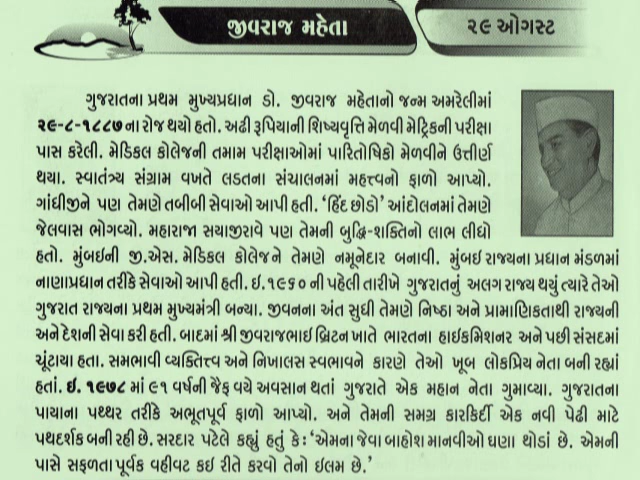 જીવરાજ મહેતા
૨૯ ઓગસ્ટ
ગુજરાતના પ્રથમ મુખ્યપ્રધાન ડો. જીવરાજ મહેતાનો જન્મ અમરેલીમાં
૨૯-૮-૧૮૮૭ ના રોજ થયો હતો. અઢી રૂપિયાની શિષ્યવૃત્તિ મેળવી મેટ્રિકની પરીક્ષા
પાસ કરેલી. મેડિકલ કોલેજની તમામ પરીક્ષાઓમાં પારિતોષિકો મેળવીને ઉત્તીર્ણ
થયા. સ્વાતંત્ર્ય સંગ્રામ વખતે લડતના સંચાલનમાં મહત્ત્વનો ફાળો આપ્યો.
ગાંધીજીને પણ તેમણે તબીબી સેવાઓ આપી હતી. ‘હિંદ છોડો’ આંદોલનમાં તેમણે
જેલવાસ ભોગવ્યો. મહારાજા સયાજીરાવે પણ તેમની બુદ્ધિ-શક્તિનો લાભ લીધો
હતો. મુંબઈની જી.એસ. મેડિકલ કોલેજને તેમણે નમૂનેદાર બનાવી. મુંબઈ રાજ્યના પ્રધાન મંડળમાં
નાણાપ્રધાન તરીકે સેવાઓ આપી હતી. ઇ.૧૯૬૦ ની પહેલી તારીખે ગુજરાતનું અલગ રાજ્ય થયું ત્યારે તેઓ
ગુજરાત રાજ્યના પ્રથમ મુખ્યમંત્રી બન્યા. જીવનના અંત સુધી તેમણે નિષ્ઠા અને પ્રામાણિકતાથી રાજ્યની
અને દેશની સેવા કરી હતી. બાદમાં શ્રી જીવરાજભાઈ બ્રિટન ખાતે ભારતના હાઈકમિશનર અને પછી સંસદમાં
ચૂંટાયા હતા. સમભાવી વ્યક્તિત્ત્વ અને નિખાલસ સ્વભાવને કારણે તેઓ ખૂબ લોકપ્રિય નેતા બની રહ્યાં
હતાં. ઇ. ૧૯૭૮ માં ૯૧ વર્ષની જૈફ વયે અવસાન થતાં ગુજરાતે એક મહાન નેતા ગુમાવ્યા. ગુજરાતના
પાયાના પથ્થર તરીકે અભૂતપૂર્વ ફાળો આપ્યો. અને તેમની સમગ્ર કારકિર્દી એક નવી પેઢી માટે
પથદર્શક બની રહી છે. સરદાર પટેલે કહ્યું હતું કે : ‘એમના જેવા બાહોશ માનવીઓ ઘણા થોડાં છે. એમની
પાસે સફળતાપૂર્વક વહીવટ કઇ રીતે કરવો તેનો ઇલમ છે.’